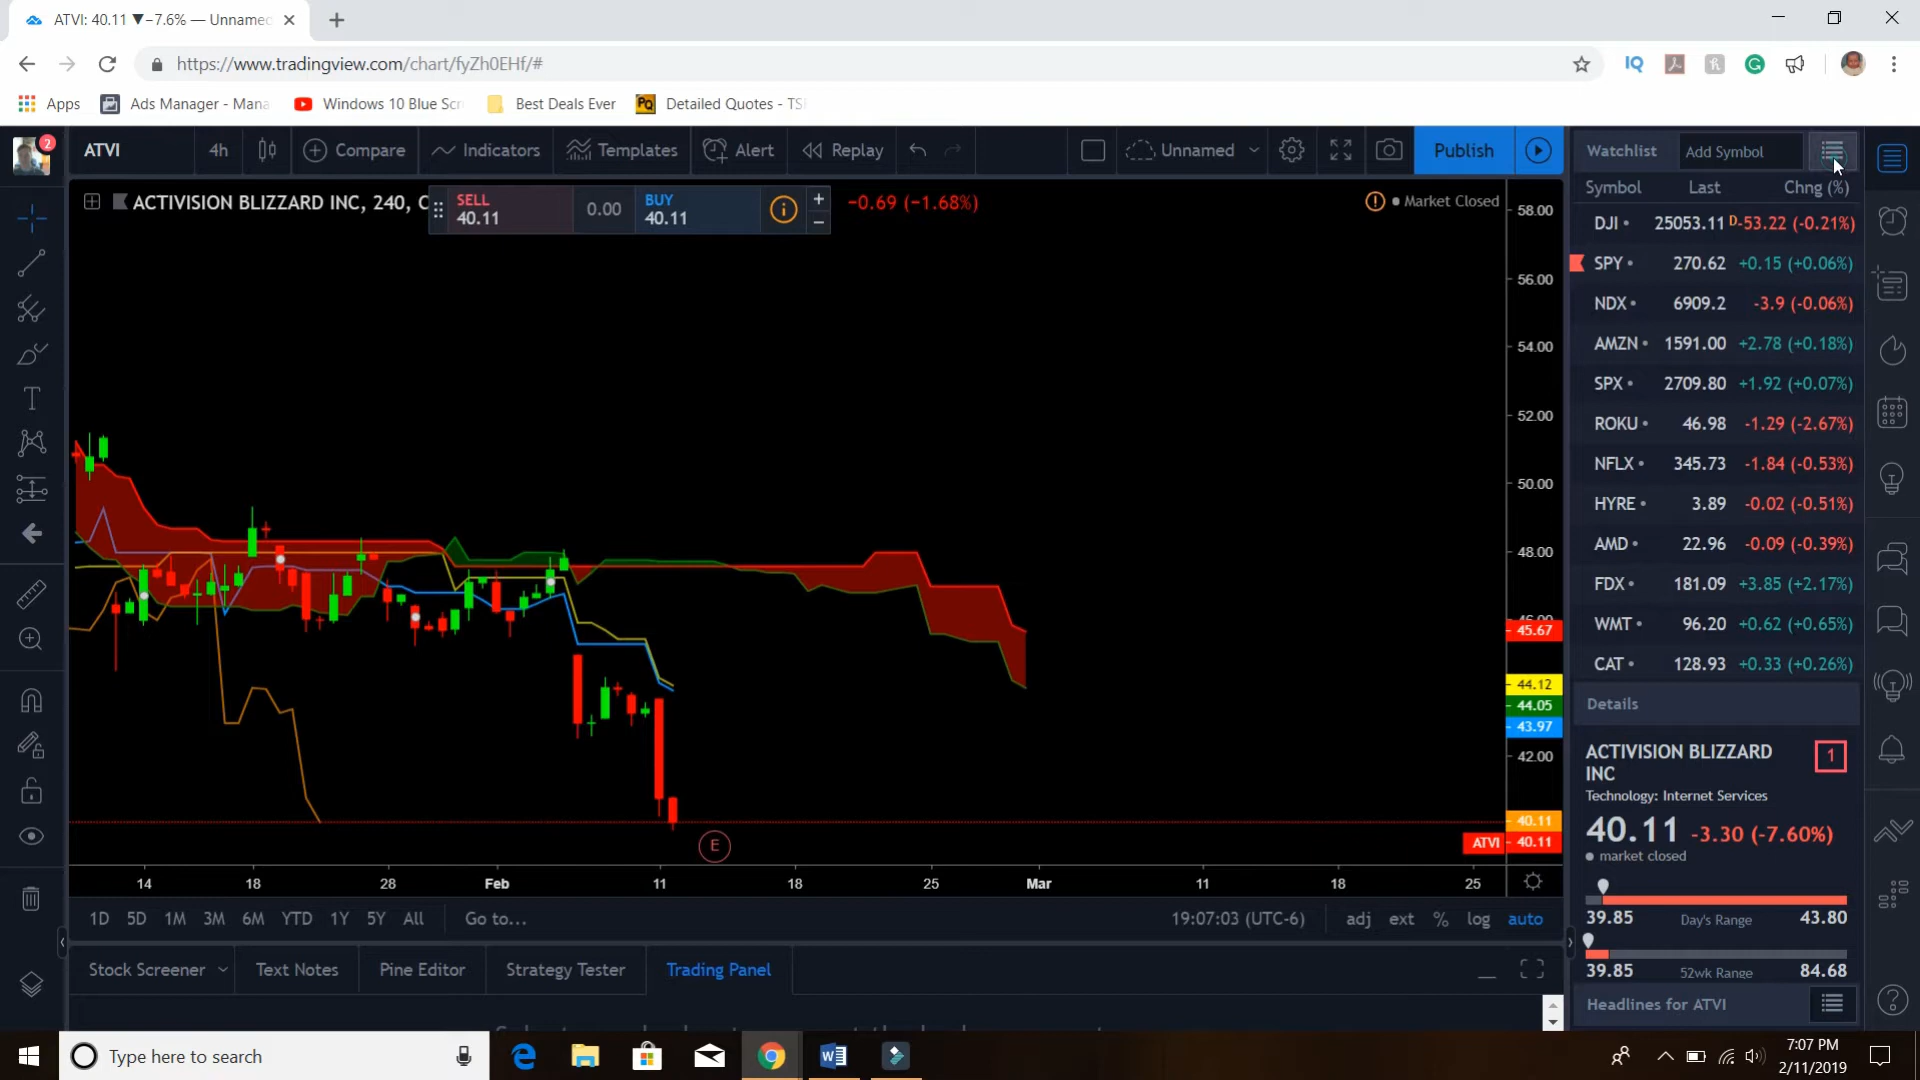 ATVI: 40.11 ▼−7.6% — Unnamed
https://www.tradingview.com/chart/fyZh0EHf/#
IQ
Apps
Ads Manager - Mana
Windows 10 Blue Scr
Best Deals Ever
PQ
Detailed Quotes - TS
2
ATVI
4h
Compare
Indicators
Templates
Alert
Replay
Unnamed
Publish
Watchlist
Add Symbol
ACTIVISION BLIZZARD INC, 240, C
SELL
40.11
0.00
BUY
40.11
−0.69 (−1.68%)
Market Closed
Symbol Last Chng (%)
DJI 25053.11 D -53.22 (-0.21%)
SPY 270.62 +0.15 (+0.06%)
NDX 6909.2 -3.9 (-0.06%)
AMZN 1591.00 +2.78 (+0.18%)
SPX 2709.80 +1.92 (+0.07%)
ROKU 46.98 -1.29 (-2.67%)
NFLX 345.73 -1.84 (-0.53%)
HYRE 3.89 -0.02 (-0.51%)
AMD 22.96 -0.09 (-0.39%)
FDX 181.09 +3.85 (+2.17%)
WMT 96.20 +0.62 (+0.65%)
CAT 128.93 +0.33 (+0.26%)
58.00
56.00
54.00
52.00
50.00
48.00
45.67
44.12
44.05
43.97
42.00
40.11
ATVI 40.11
E
14 18 28 Feb 11 18 25 Mar 11 18 25
Details
ACTIVISION BLIZZARD
INC
1
Technology: Internet Services
40.11 -3.30 (-7.60%)
market closed
39.85 Day's Range 43.80
39.85 52wk Range 84.68
Headlines for ATVI
1D 5D 1M 3M 6M YTD 1Y 5Y All Go to...
19:07:03 (UTC-6) adj ext % log auto
Stock Screener
Text Notes
Pine Editor
Strategy Tester
Trading Panel
Type here to search
7:07 PM
2/11/2019